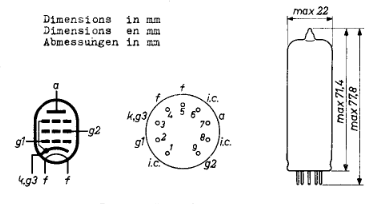 Dimensions in mm
Dimensions en mm
Abmessungen in mm
max 22
max 71,4
max 77,8
a
g1
g2
k,g3
f
f
f
f
i.c.
k,g3
a
g1
i.c.
i.c.
g2
4
5
6
3
7
2
8
1
9